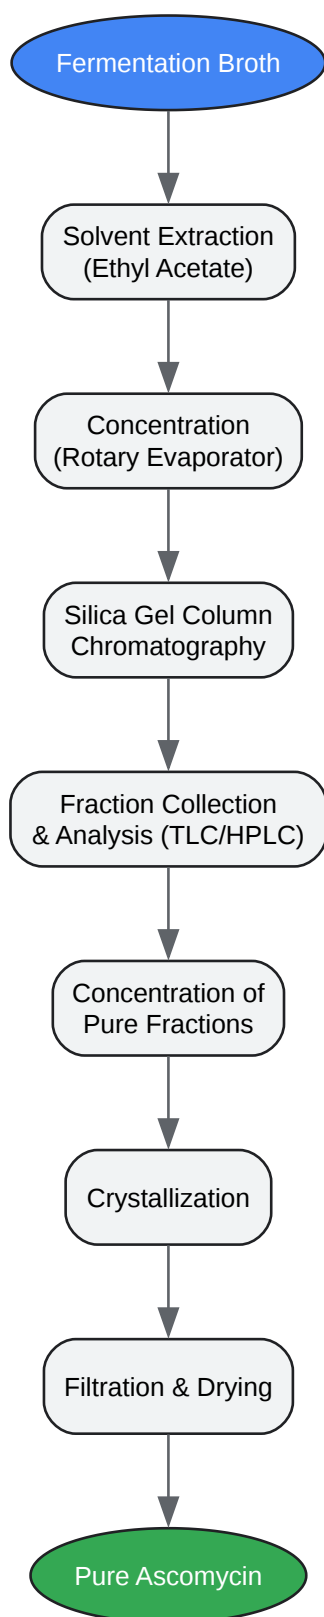 Fermentation Broth
Solvent Extraction
(Ethyl Acetate)
Concentration
(Rotary Evaporator)
Silica Gel Column
Chromatography
Fraction Collection
& Analysis (TLC/HPLC)
Concentration of
Pure Fractions
Crystallization
Filtration & Drying
Pure Ascomycin